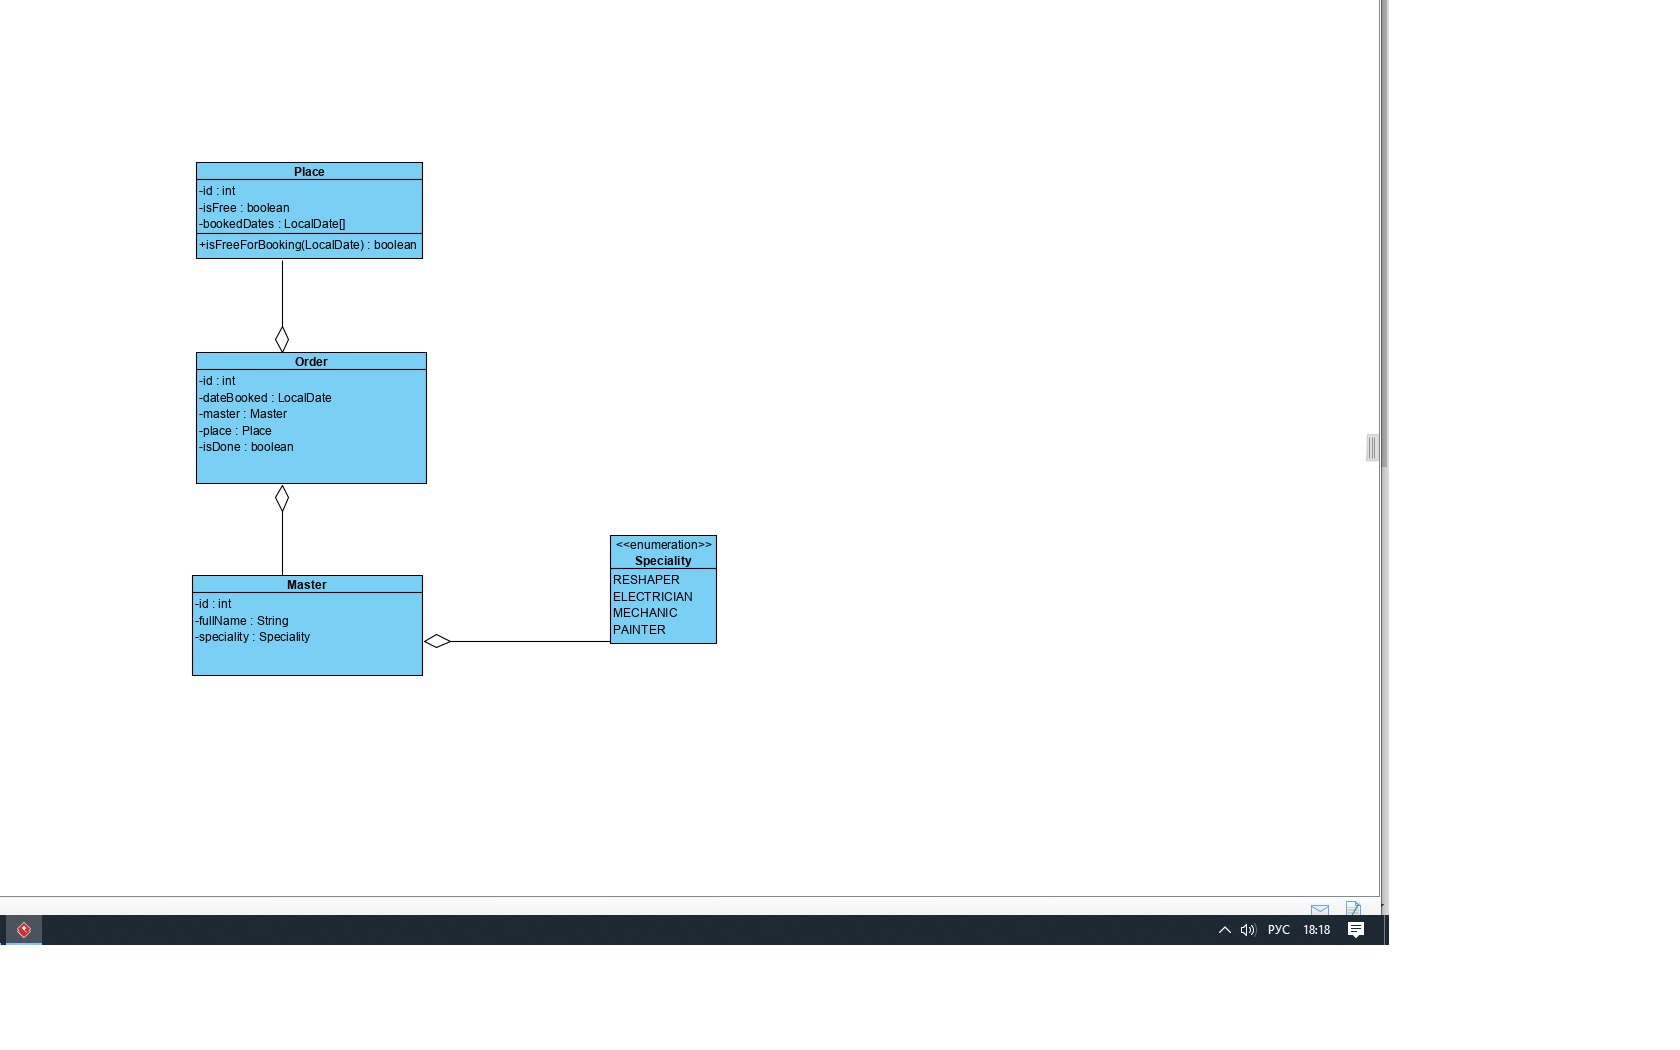 Place
-id : int
-isFree : boolean
-bookedDates : LocalDate[]
+isFreeForBooking(LocalDate) : boolean
Order
-id : int
-dateBooked : LocalDate
-master : Master
-place : Place
-isDone : boolean
Master
-id : int
-fullName : String
-speciality : Speciality
<<enumeration>>
Speciality
RESHAPER
ELECTRICIAN
MECHANIC
PAINTER
РУС 18:18